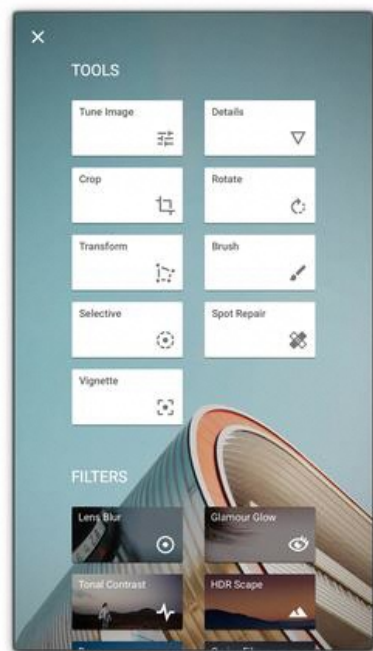 TOOLS
Tune Image
Details
Crop
Rotate
Transform
Brush
Selective
Spot Repair
Vignette
FILTERS
Lens Blur
Glamour Glow
Tonal Contrast
HDR Scape